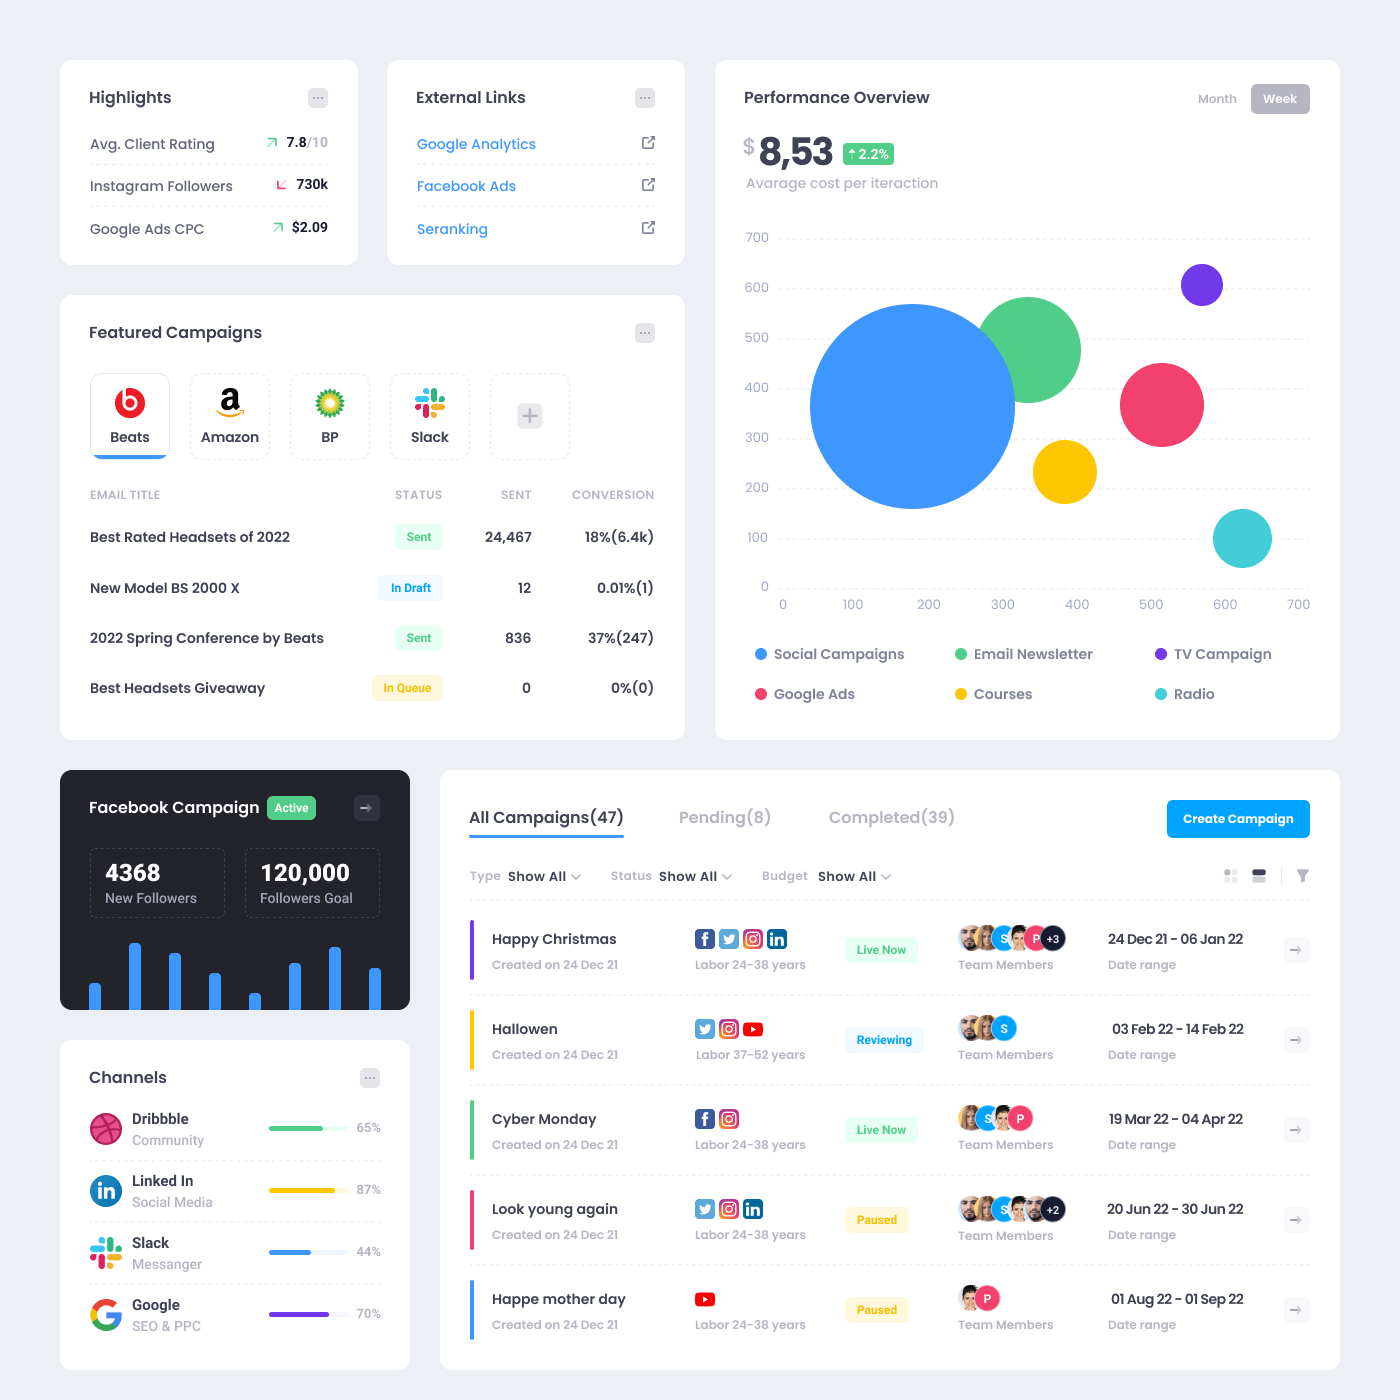 Highlights
Avg. Client Rating 7.8/10
Instagram Followers 730k
Google Ads CPC $2.09
External Links
Google Analytics
Facebook Ads
Seranking
Performance Overview
Month Week
$8,53 2.2%
Avarage cost per iteraction
700
600
500
400
300
200
100
0
0 100 200 300 400 500 600 700
Social Campaigns Email Newsletter TV Campaign
Google Ads Courses Radio
Featured Campaigns
Beats Amazon BP Slack
EMAIL TITLE STATUS SENT CONVERSION
Best Rated Headsets of 2022 Sent 24,467 18%(6.4k)
New Model BS 2000 X In Draft 12 0.01%(1)
2022 Spring Conference by Beats Sent 836 37%(247)
Best Headsets Giveaway In Queue 0 0%(0)
Facebook Campaign Active
4368 120,000
New Followers Followers Goal
Channels
Dribbble
Community 65%
Linked In
Social Media 87%
Slack
Messanger 44%
Google
SEO & PPC 70%
All Campaigns(47) Pending(8) Completed(39) Create Campaign
Type Show All Status Show All Budget Show All
Happy Christmas S P +3 24 Dec 21 - 06 Jan 22
Live Now
Created on 24 Dec 21 Labor 24-38 years Team Members Date range
Hallowen S 03 Feb 22 - 14 Feb 22
Reviewing
Created on 24 Dec 21 Labor 37-52 years Team Members Date range
Cyber Monday S P 19 Mar 22 - 04 Apr 22
Live Now
Created on 24 Dec 21 Labor 24-38 years Team Members Date range
Look young again S +2 20 Jun 22 - 30 Jun 22
Paused
Created on 24 Dec 21 Labor 24-38 years Team Members Date range
Happe mother day P 01 Aug 22 - 01 Sep 22
Paused
Created on 24 Dec 21 Labor 24-38 years Team Members Date range